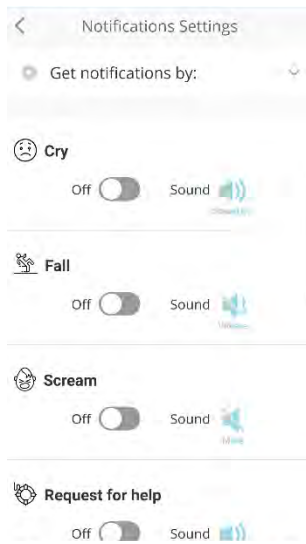 Notifications Settings
Get notifications by:
Cry
Off Sound
Fall
Off Sound
Scream
Off Sound
Mute
Request for help
Off Sound